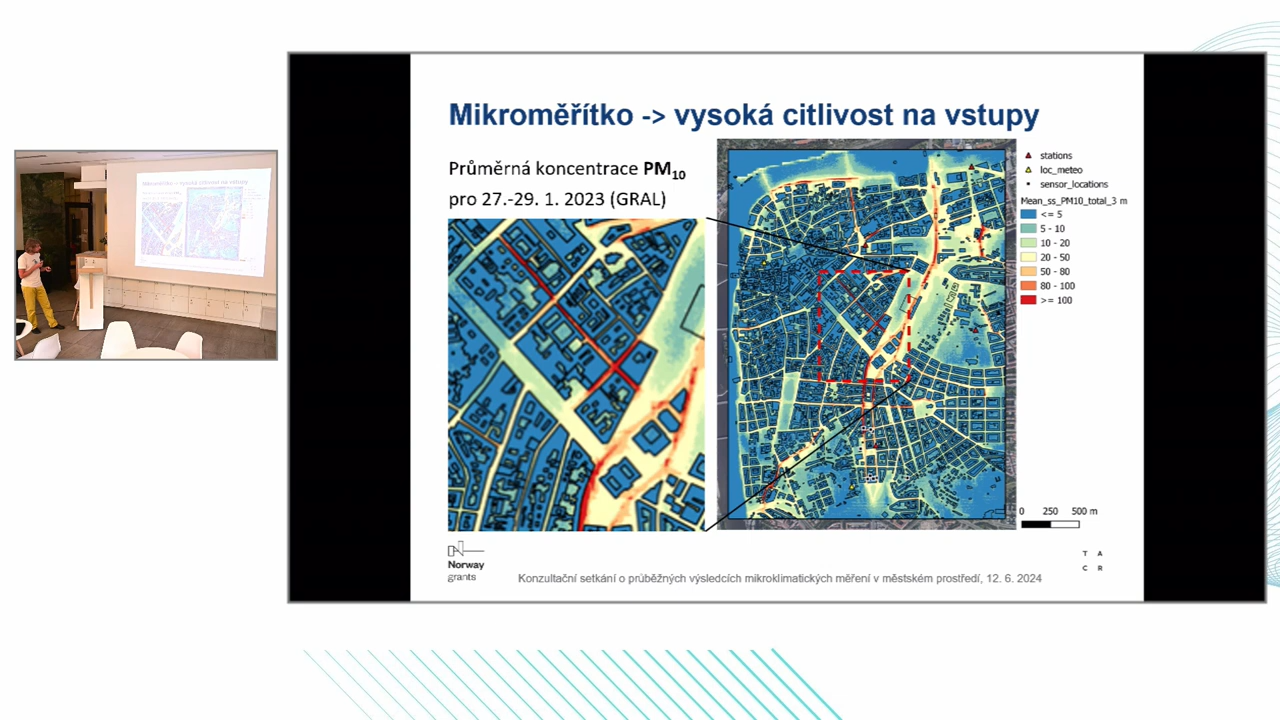 Mikroměřítko -> vysoká citlivost na vstupy
Průměrná koncentrace PM10
pro 27.-29. 1. 2023 (GRAL)
stations
loc_meteo
sensor_locations
Mean_ss_PM10_total_3 m
<= 5
5 - 10
10 - 20
20 - 50
50 - 80
80 - 100
>= 100
0 250 500 m
Norway
grants
Konzultační setkání o průběžných výsledcích mikroklimatických měření v městském prostředí, 12. 6. 2024
T A
C R